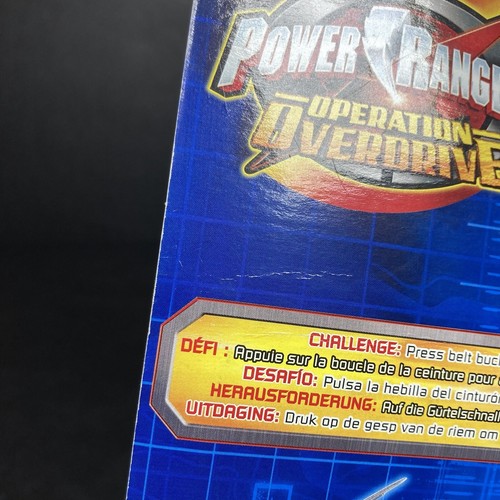 POWER RANGE
OPERATION
OVERDRIVE
CHALLENGE: Press belt buc
DÉFI : Appuie sur la boucle de la ceinture pour
DESAFÍO: Pulsa la hebilla del cinturón
HERAUSFORDERUNG: Auf die Gürtelschnall
UITDAGING: Druk op de gesp van de riem om